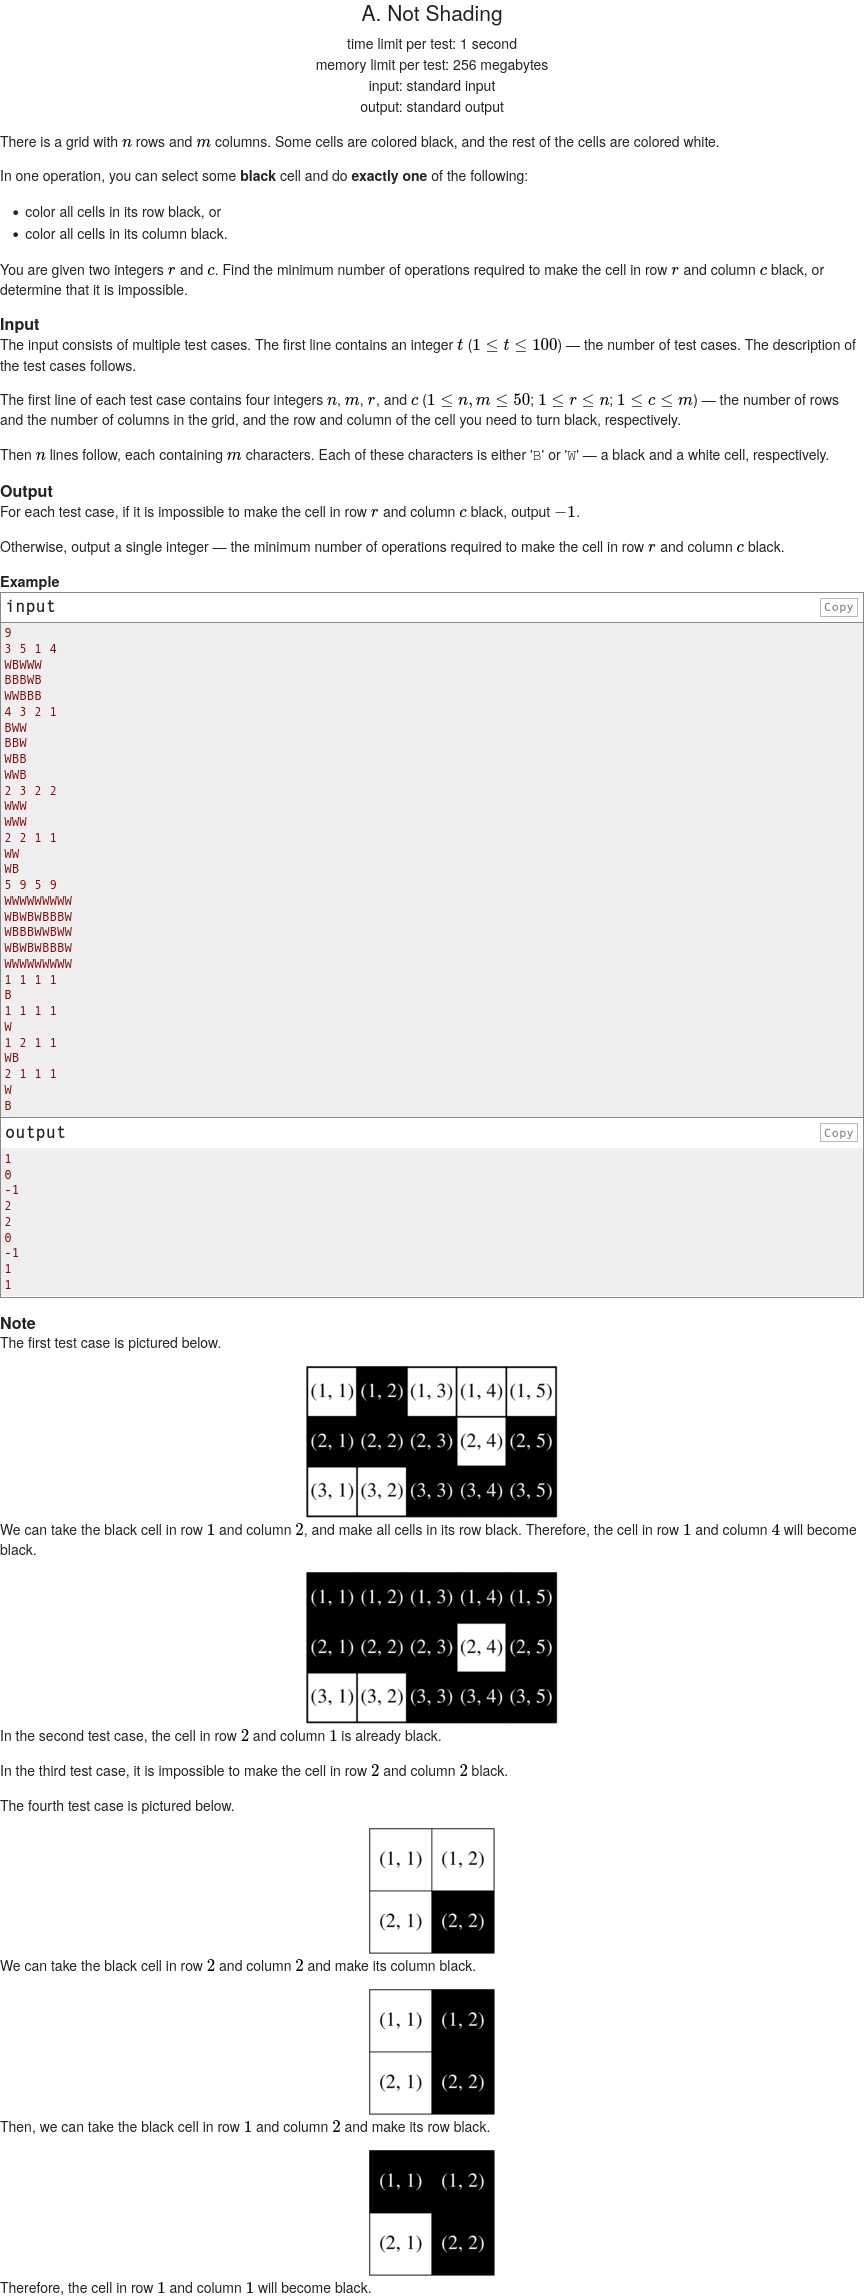 A. Not Shading
time limit per test: 1 second
memory limit per test: 256 megabytes
input: standard input
output: standard output
There is a grid with n rows and m columns. Some cells are colored black, and the rest of the cells are colored white.
In one operation, you can select some black cell and do exactly one of the following:
• color all cells in its row black, or
• color all cells in its column black.
You are given two integers r and c. Find the minimum number of operations required to make the cell in row r and column c black, or
determine that it is impossible.
Input
The input consists of multiple test cases. The first line contains an integer t (1 ≤ t ≤ 100) — the number of test cases. The description of
the test cases follows.
The first line of each test case contains four integers n, m, r, and c (1 ≤ n, m ≤ 50; 1 ≤ r ≤ n; 1 ≤ c ≤ m) — the number of rows
and the number of columns in the grid, and the row and column of the cell you need to turn black, respectively.
Then n lines follow, each containing m characters. Each of these characters is either 'B' or 'W' — a black and a white cell, respectively.
Output
For each test case, if it is impossible to make the cell in row r and column c black, output −1.
Otherwise, output a single integer — the minimum number of operations required to make the cell in row r and column c black.
Example
input Copy
9
3 5 1 4
WBWWW
BBBWB
WWBBB
4 3 2 1
BWW
BBW
WBB
WWB
2 3 2 2
WWW
WWW
2 2 1 1
WW
WB
5 9 5 9
WWWWWWWWW
WBWBWBBBW
WBBBWWBWW
WBWBWBBBW
WWWWWWWWW
1 1 1 1
B
1 1 1 1
W
1 2 1 1
WB
2 1 1 1
W
B
output Copy
1
0
-1
2
2
0
-1
1
1
Note
The first test case is pictured below.
(1, 1) (1, 2) (1, 3) (1, 4) (1, 5)
(2, 1) (2, 2) (2, 3) (2, 4) (2, 5)
(3, 1) (3, 2) (3, 3) (3, 4) (3, 5)
We can take the black cell in row 1 and column 2, and make all cells in its row black. Therefore, the cell in row 1 and column 4 will become
black.
(1, 1) (1, 2) (1, 3) (1, 4) (1, 5)
(2, 1) (2, 2) (2, 3) (2, 4) (2, 5)
(3, 1) (3, 2) (3, 3) (3, 4) (3, 5)
In the second test case, the cell in row 2 and column 1 is already black.
In the third test case, it is impossible to make the cell in row 2 and column 2 black.
The fourth test case is pictured below.
(1, 1) (1, 2)
(2, 1) (2, 2)
We can take the black cell in row 2 and column 2 and make its column black.
(1, 1) (1, 2)
(2, 1) (2, 2)
Then, we can take the black cell in row 1 and column 2 and make its row black.
(1, 1) (1, 2)
(2, 1) (2, 2)
Therefore, the cell in row 1 and column 1 will become black.